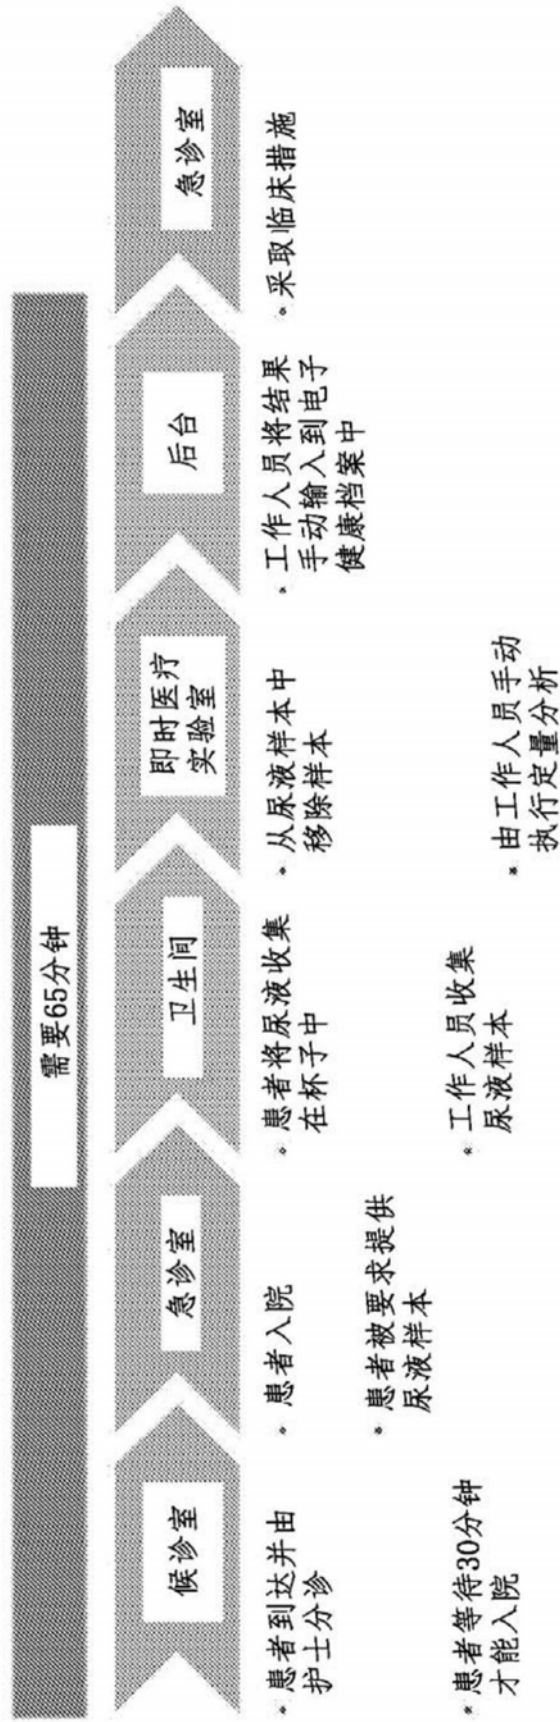 需要65分钟
候诊室
急诊室
卫生间
即时医疗
实验室
后台
急诊室
• 患者到达并由
护士分诊
• 患者等待30分钟
才能入院
• 患者入院
• 患者被要求提供
尿液样本
• 患者将尿液收集
在杯子中
• 工作人员收集
尿液样本
• 从尿液样本中
移除样本
• 由工作人员手动
执行定量分析
• 工作人员将结果
手动输入到电子
健康档案中
• 采取临床措施